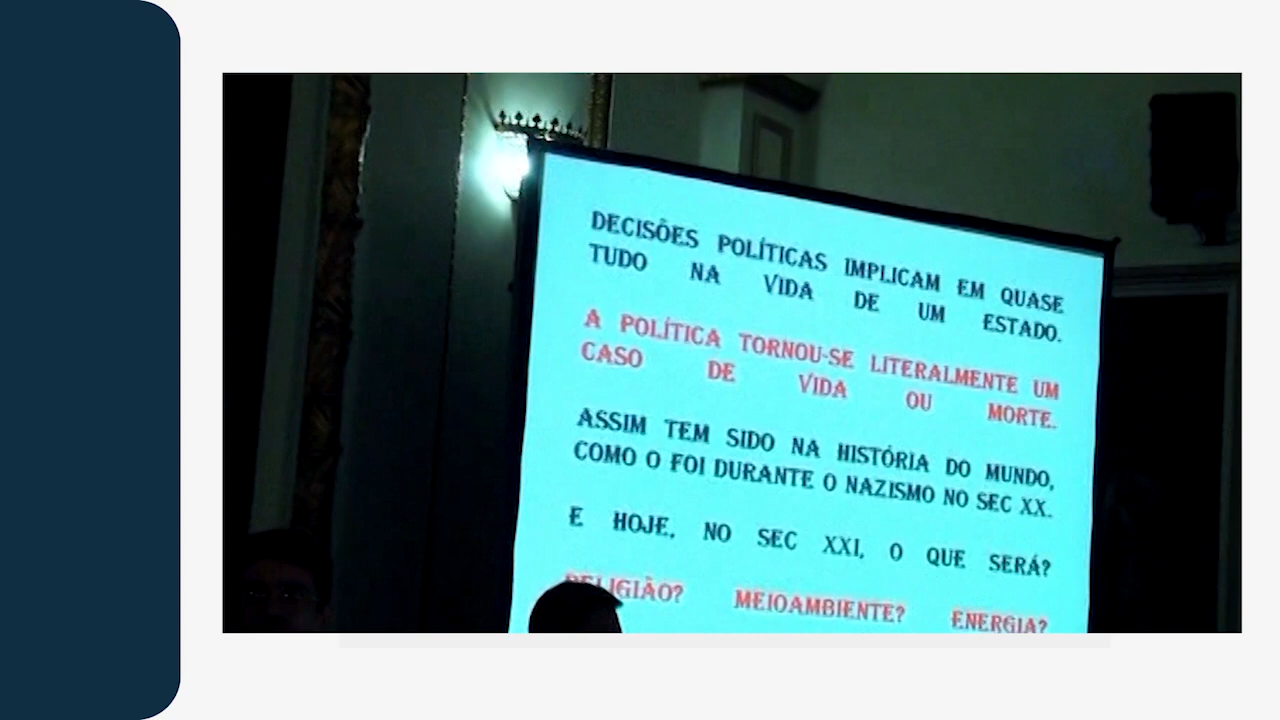 DECISÕES POLÍTICAS IMPLICAM EM QUASE
TUDO NA VIDA DE UM ESTADO.
A POLÍTICA TORNOU-SE LITERALMENTE UM
CASO DE VIDA OU MORTE.
ASSIM TEM SIDO NA HISTÓRIA DO MUNDO,
COMO O FOI DURANTE O NAZISMO NO SEC XX.
E HOJE, NO SEC XXI, O QUE SERÁ?
RELIGIÃO? MEIOAMBIENTE? ENERGIA?